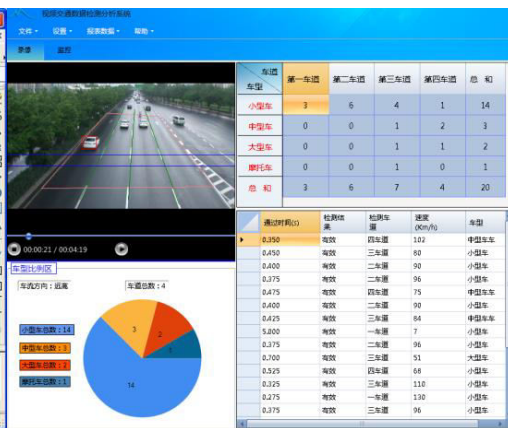 视频交通数据检测分析系统
文件 设置 报表数据 帮助
录像 监控
车道
车型 第一车道 第二车道 第三车道 第四车道 总 和
小型车 3 6 4 1 14
中型车 0 0 1 2 3
大型车 0 0 1 1 2
摩托车 0 0 1 0 1
总 和 3 6 7 4 20
00:00:21 / 00:04:19
车型比例区
车流方向：远离 车道总数：4
小型车总数：14
中型车总数：3
大型车总数：2
摩托车总数：1
3 2 1 14
通过时间(s) 检测结果 检测车道 速度(Km/h) 车型
0.350 有效 四车道 102 中型车车
0.450 有效 三车道 80 小型车
0.400 有效 二车道 90 小型车
0.375 有效 二车道 96 小型车
0.475 有效 四车道 75 中型车车
0.400 有效 二车道 90 小型车
0.425 有效 三车道 84 中型车车
5.000 有效 一车道 7 小型车
0.375 有效 二车道 96 小型车
0.700 有效 三车道 51 大型车
0.525 有效 四车道 68 小型车
0.325 有效 三车道 110 小型车
0.275 有效 一车道 130 小型车
0.375 有效 三车道 96 小型车